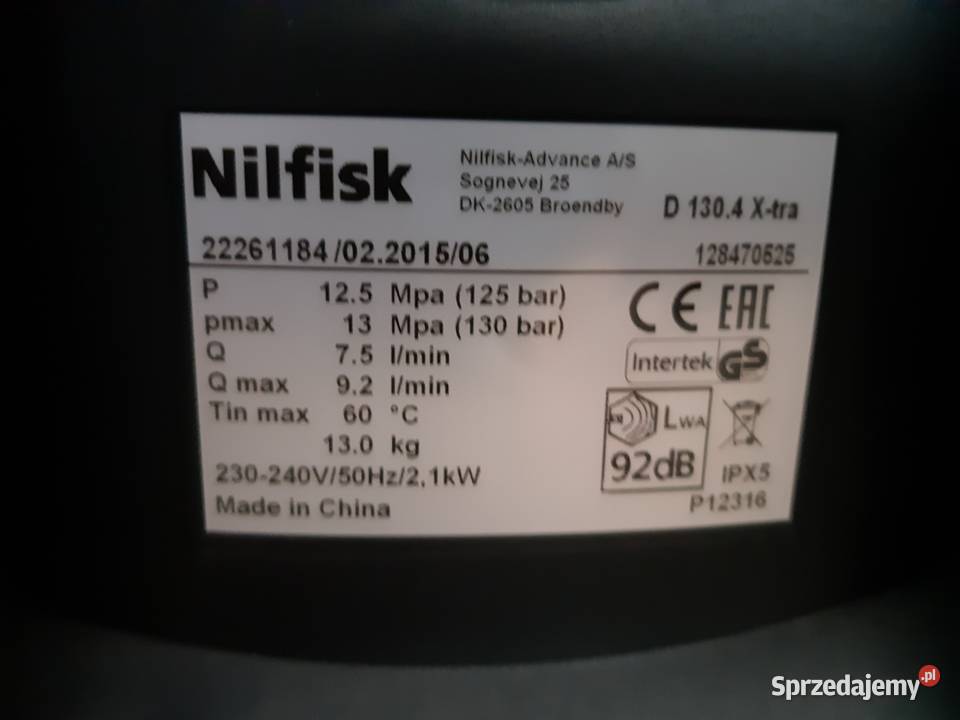 Nilfisk
Nilfisk-Advance A/S
Sognevej 25
DK-2605 Broendby
D 130.4 X-tra
22261184/02.2015/06
128470525
P 12.5 Mpa (125 bar)
pmax 13 Mpa (130 bar)
Q 7.5 l/min
Q max 9.2 l/min
Tin max 60 °C
13.0 kg
230-240V/50Hz/2,1kW
Made in China
CE EAC
Intertek GS
LWA
92dB
IPX5
P12316
Sprzedajemy.pl